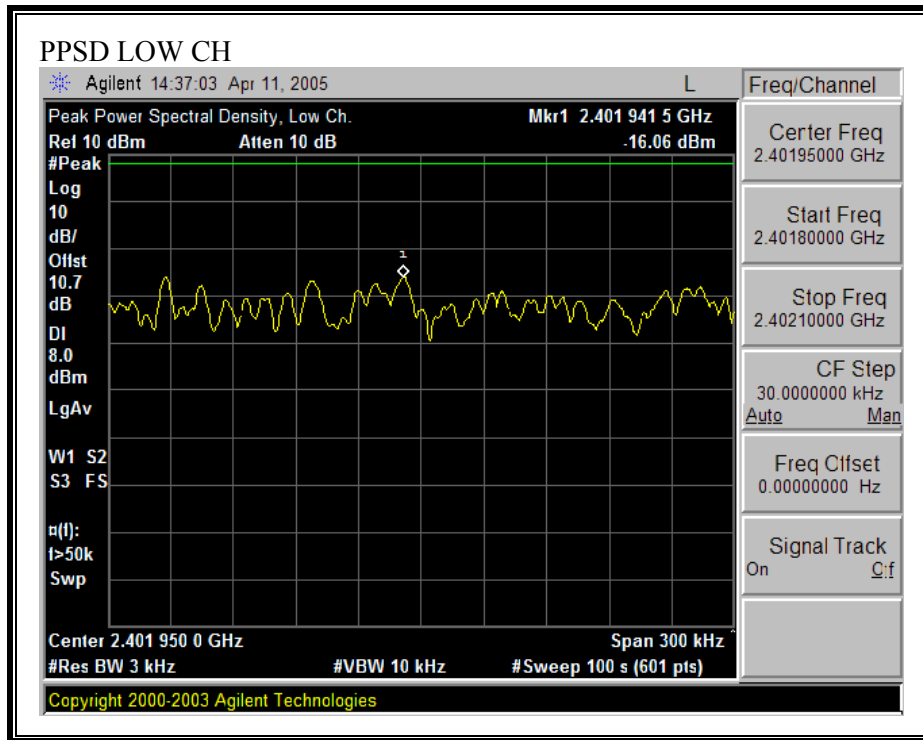 PPSD LOW CH
Agilent 14:37:03 Apr 11, 2005 L
Freq/Channel
Peak Power Spectral Density, Low Ch. Mkr1 2.401 941 5 GHz
Ref 10 dBm Atten 10 dB -16.06 dBm
#Peak
Log
10
dB/
Offst
10.7
dB
DI
8.0
dBm
LgAv
W1 S2
S3 FS
¤(f):
f>50k
Swp
1
Center 2.401 950 0 GHz Span 300 kHz
#Res BW 3 kHz #VBW 10 kHz #Sweep 100 s (601 pts)
Copyright 2000-2003 Agilent Technologies
Center Freq
2.40195000 GHz
Start Freq
2.40180000 GHz
Stop Freq
2.40210000 GHz
CF Step
30.0000000 kHz
Auto Man
Freq Offset
0.00000000 Hz
Signal Track
On Off